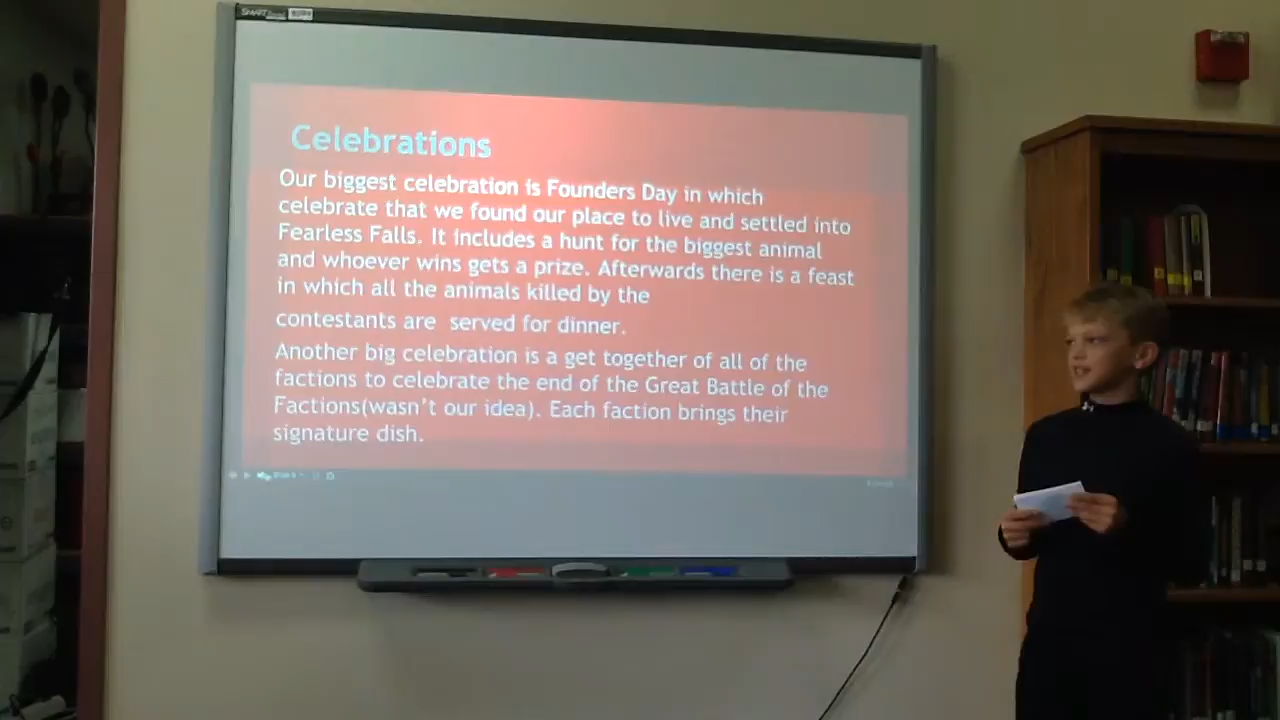 SMART
Celebrations
Our biggest celebration is Founders Day in which
celebrate that we found our place to live and settled into
Fearless Falls. It includes a hunt for the biggest animal
and whoever wins gets a prize. Afterwards there is a feast
in which all the animals killed by the
contestants are served for dinner.
Another big celebration is a get together of all of the
factions to celebrate the end of the Great Battle of the
Factions(wasn't our idea). Each faction brings their
signature dish.